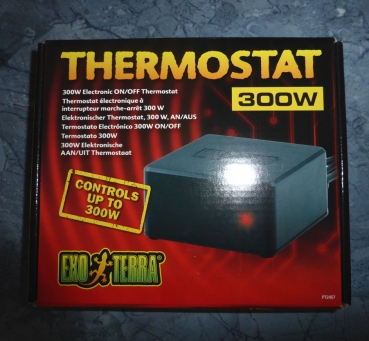 THERMOSTAT
300W
300W Electronic ON/OFF Thermostat
Thermostat électronique à
interrupteur marche-arrêt 300 W
Elektronischer Thermostat, 300 W, AN/AUS
Termostato Electrónico 300W ON/OFF
Termostato 300W
300W Elektronische
AAN/UIT Thermostaat
CONTROLS
UP TO
300W
EXO TERRA
PT2457